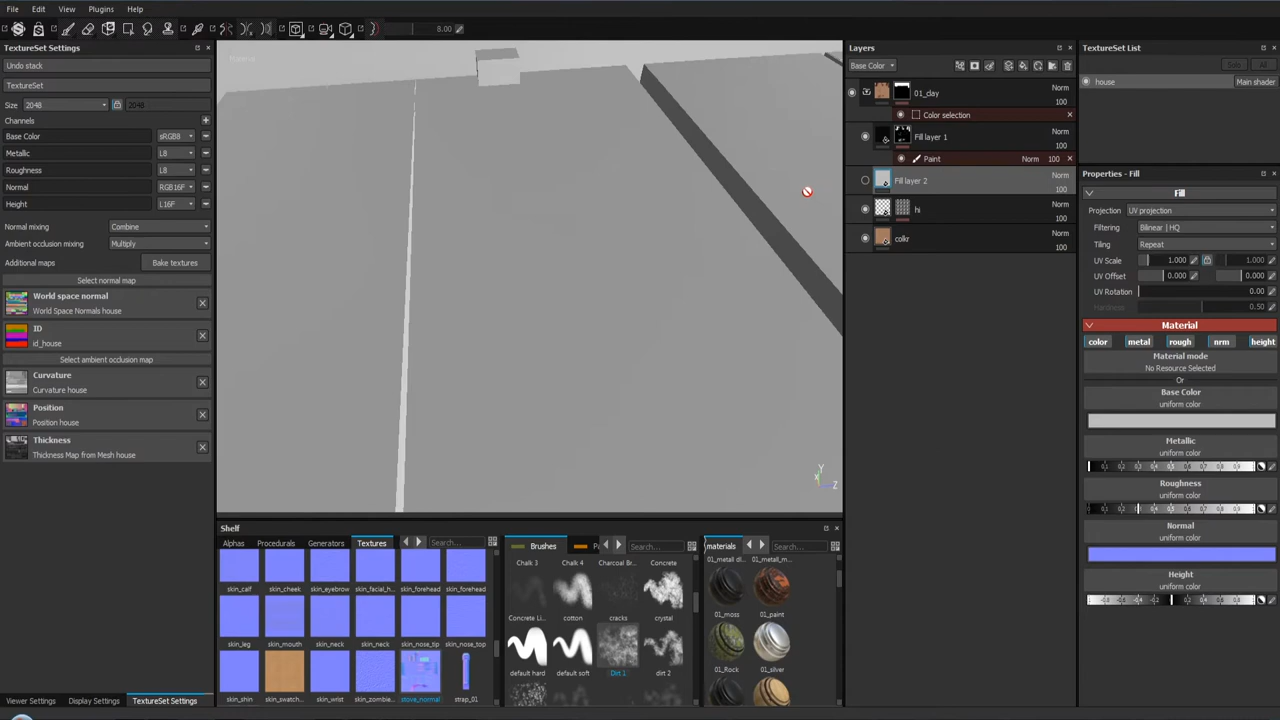 File Edit View Plugins Help
8.00
TextureSet Settings
Undo stack
TextureSet
Size 2048 2048
Channels
Base Color sRGB8
Metallic L8
Roughness L8
Normal RGB16F
Height L16F
Normal mixing Combine
Ambient occlusion mixing Multiply
Additional maps Bake textures
Select normal map
World space normal
World Space Normals house
ID
id_house
Select ambient occlusion map
Curvature
Curvature house
Position
Position house
Thickness
Thickness Map from Mesh house
Viewer Settings Display Settings TextureSet Settings
Material
Y
X Z
Shelf
Alphas Procedurals Generators Textures Search...
skin_calf skin_cheek skin_eyebrow skin_facial_h... skin_forehead skin_forehead
skin_leg skin_mouth skin_neck skin_neck skin_nose_tip skin_nose_top
skin_shin skin_swatch... skin_wrist skin_zombie... stove_normal strap_01
Brushes Search...
Chalk 3 Chalk 4 Charcoal Br... Concrete
Concrete Li... cotton cracks crystal
default hard default soft Dirt 1 dirt 2
materials Search...
01_metall di... 01_metall_m...
01_moss 01_paint
01_Rock 01_silver
Layers
Base Color
01_clay Norm 100
Color selection
Fill layer 1 Norm 100
Paint Norm 100
Fill layer 2 Norm 100
hi Norm 100
colkr Norm 100
TextureSet List
Solo All
house Main shader
Properties - Fill
Fill
Projection UV projection
Filtering Bilinear | HQ
Tiling Repeat
UV Scale 1.000 1.000
UV Offset 0.000 0.000
UV Rotation 0.00
Hardness 0.50
Material
color metal rough nrm height
Material mode
No Resource Selected
Or
Base Color
uniform color
Metallic
uniform color
Roughness
uniform color
Normal
uniform color
Height
uniform color